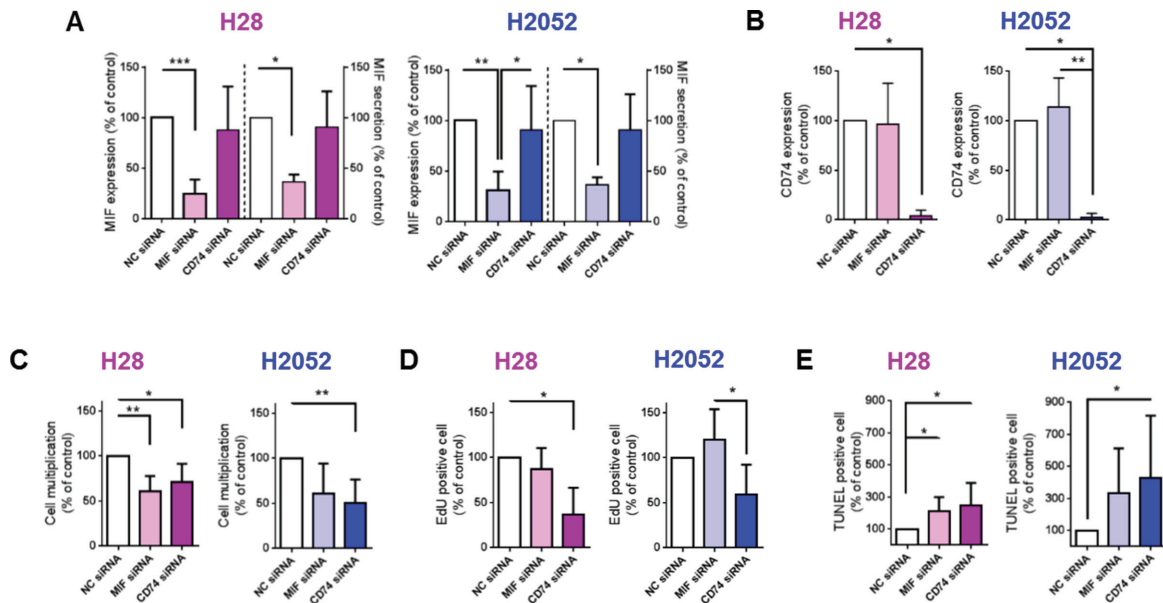 A
H28
H2052
MIF expression (% of control)
150
100
50
0
***
*
150
100
50
0
MIF secretion (% of control)
NC siRNA
MIF siRNA
CD74 siRNA
NC siRNA
MIF siRNA
CD74 siRNA
MIF expression (% of control)
150
100
50
0
**
*
*
150
100
50
0
MIF secretion (% of control)
NC siRNA
MIF siRNA
CD74 siRNA
NC siRNA
MIF siRNA
CD74 siRNA
B
H28
H2052
CD74 expression
(% of control)
150
100
50
0
*
NC siRNA
MIF siRNA
CD74 siRNA
CD74 expression
(% of control)
150
100
50
0
*
**
NC siRNA
MIF siRNA
CD74 siRNA
C
H28
H2052
Cell multiplication
(% of control)
150
100
50
0
*
**
NC siRNA
MIF siRNA
CD74 siRNA
Cell multiplication
(% of control)
150
100
50
0
**
NC siRNA
MIF siRNA
CD74 siRNA
D
H28
H2052
EdU positive cell
(% of control)
150
100
50
0
*
NC siRNA
MIF siRNA
CD74 siRNA
EdU positive cell
(% of control)
150
100
50
0
*
NC siRNA
MIF siRNA
CD74 siRNA
E
H28
H2052
TUNEL positive cell
(% of control)
900
700
500
300
100
*
*
NC siRNA
MIF siRNA
CD74 siRNA
TUNEL positive cell
(% of control)
900
700
500
300
100
*
NC siRNA
MIF siRNA
CD74 siRNA